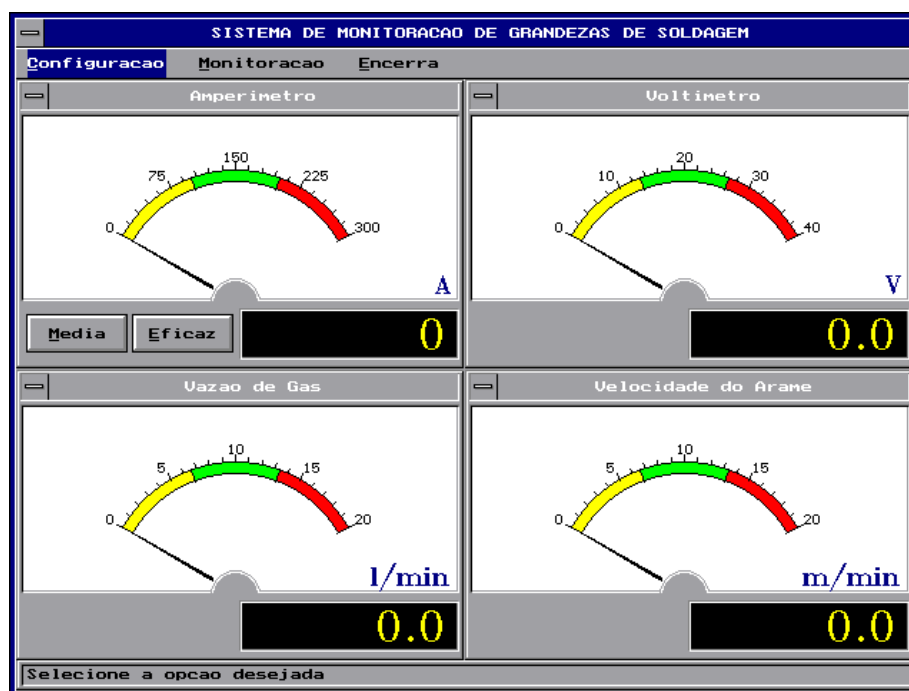 SISTEMA DE MONITORACAO DE GRANDEZAS DE SOLDAGEM
Configuracao Monitoracao Encerra
Amperimetro
0 75 150 225 300
A
Media Eficaz 0
Voltimetro
0 10 20 30 40
V
0.0
Vazao de Gas
0 5 10 15 20
l/min
0.0
Velocidade do Arame
0 5 10 15 20
m/min
0.0
Selecione a opcao desejada